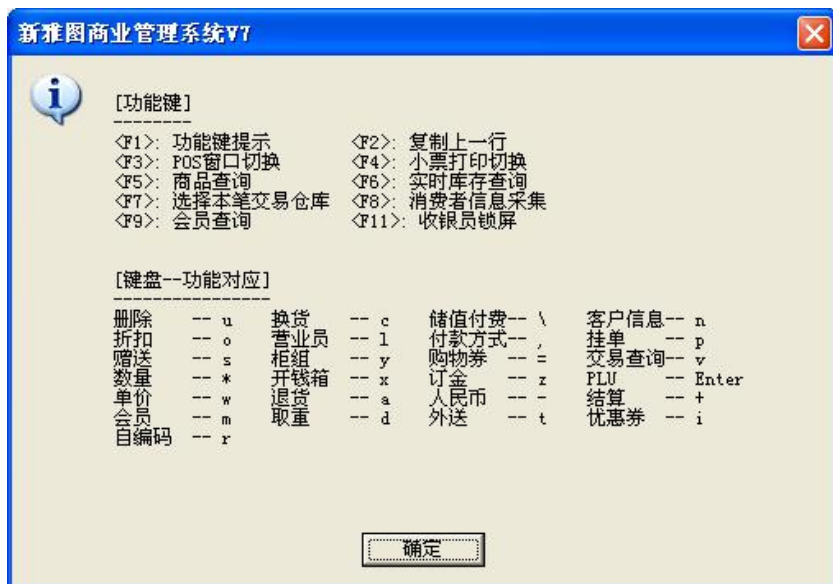 新雅图商业管理系统V7
[功能键]
--------
<F1>: 功能键提示 <F2>: 复制上一行
<F3>: POS窗口切换 <F4>: 小票打印切换
<F5>: 商品查询 <F6>: 实时库存查询
<F7>: 选择本笔交易仓库 <F8>: 消费者信息采集
<F9>: 会员查询 <F11>: 收银员锁屏
[键盘--功能对应]
----------------
删除 -- u 换货 -- c 储值付费-- \ 客户信息-- n
折扣 -- o 营业员 -- l 付款方式-- , 挂单 -- p
赠送 -- s 柜组 -- y 购物券 -- = 交易查询-- v
数量 -- * 开钱箱 -- x 订金 -- z PLU -- Enter
单价 -- w 退货 -- a 人民币 -- - 结算 -- +
会员 -- m 取重 -- d 外送 -- t 优惠券 -- i
自编码 -- r
确定